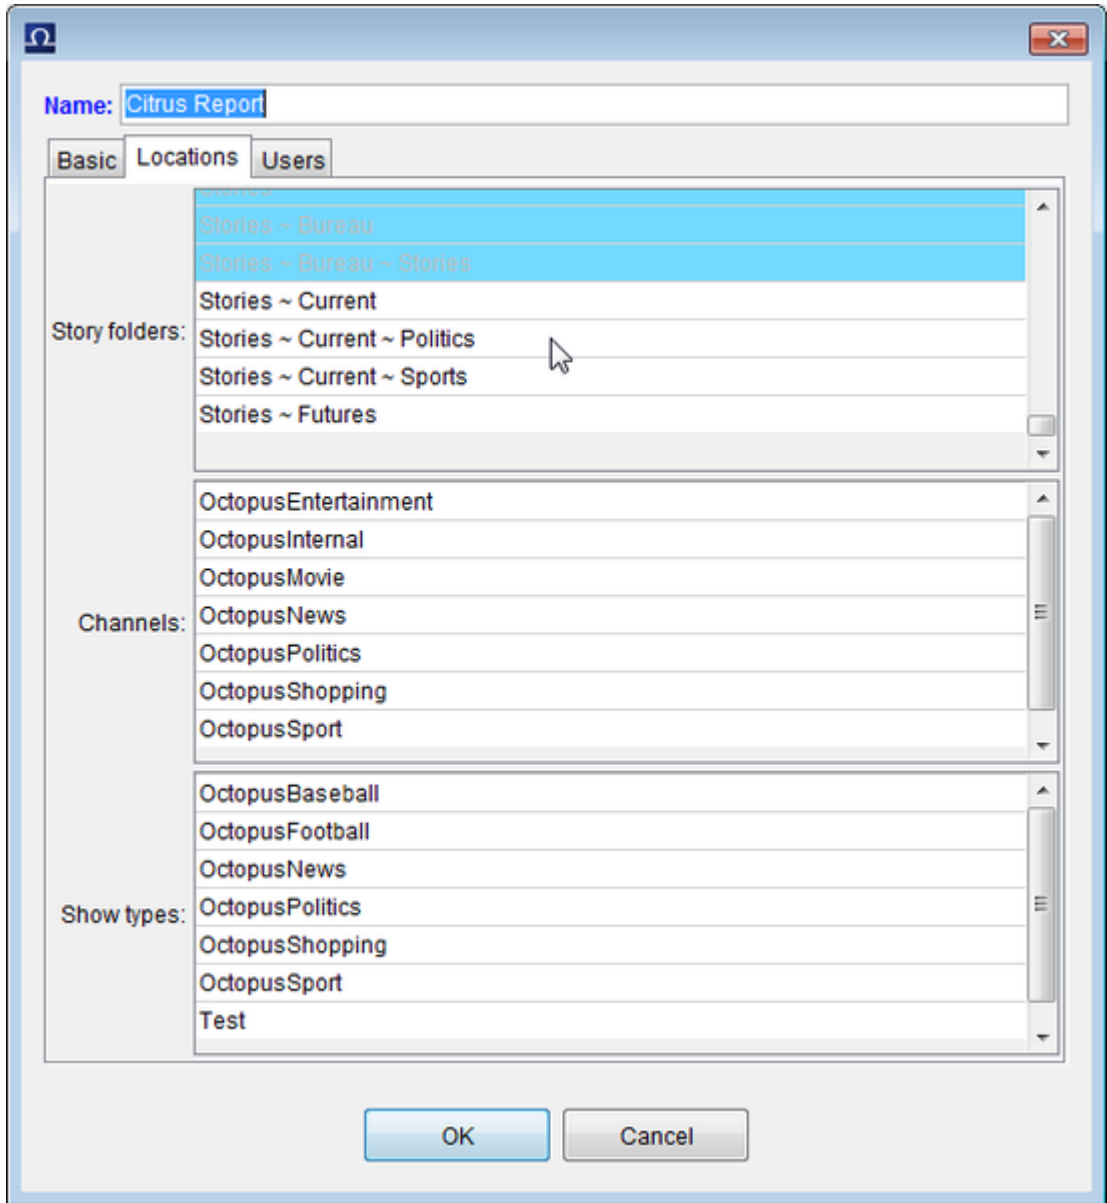 Ω
Name: Citrus Report
Basic Locations Users
Stories
Stories ~ Bureau
Stories ~ Bureau ~ Stories
Stories ~ Current
Story folders:
Stories ~ Current ~ Politics
Stories ~ Current ~ Sports
Stories ~ Futures
OctopusEntertainment
OctopusInternal
OctopusMovie
Channels: OctopusNews
OctopusPolitics
OctopusShopping
OctopusSport
OctopusBaseball
OctopusFootball
OctopusNews
Show types: OctopusPolitics
OctopusShopping
OctopusSport
Test
OK Cancel